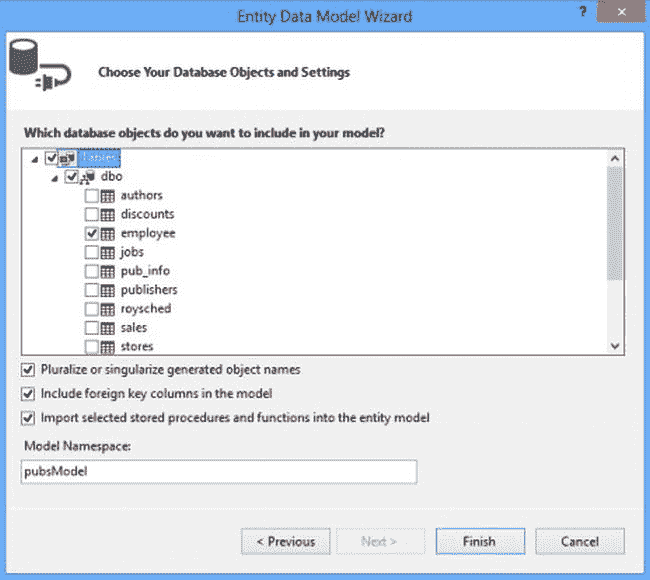 Entity Data Model Wizard
?
×
Choose Your Database Objects and Settings
Which database objects do you want to include in your model?
Tables
dbo
authors
discounts
employee
jobs
pub_info
publishers
roysched
sales
stores
Pluralize or singularize generated object names
Include foreign key columns in the model
Import selected stored procedures and functions into the entity model
Model Namespace:
pubsModel
< Previous
Next >
Finish
Cancel